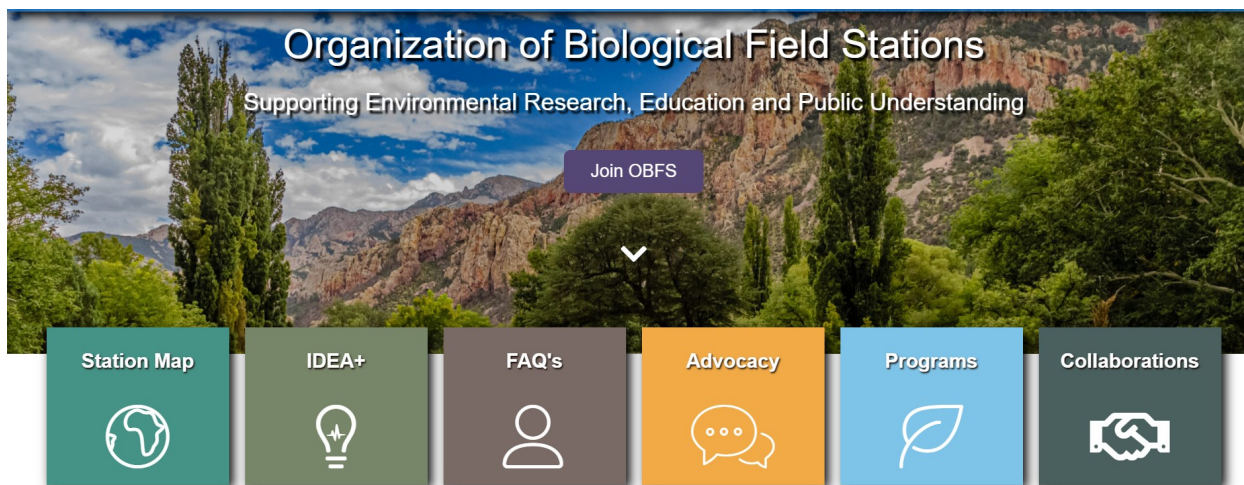 Organization of Biological Field Stations
Supporting Environmental Research, Education and Public Understanding
Join OBFS
Station Map
IDEA+
FAQ's
Advocacy
Programs
Collaborations